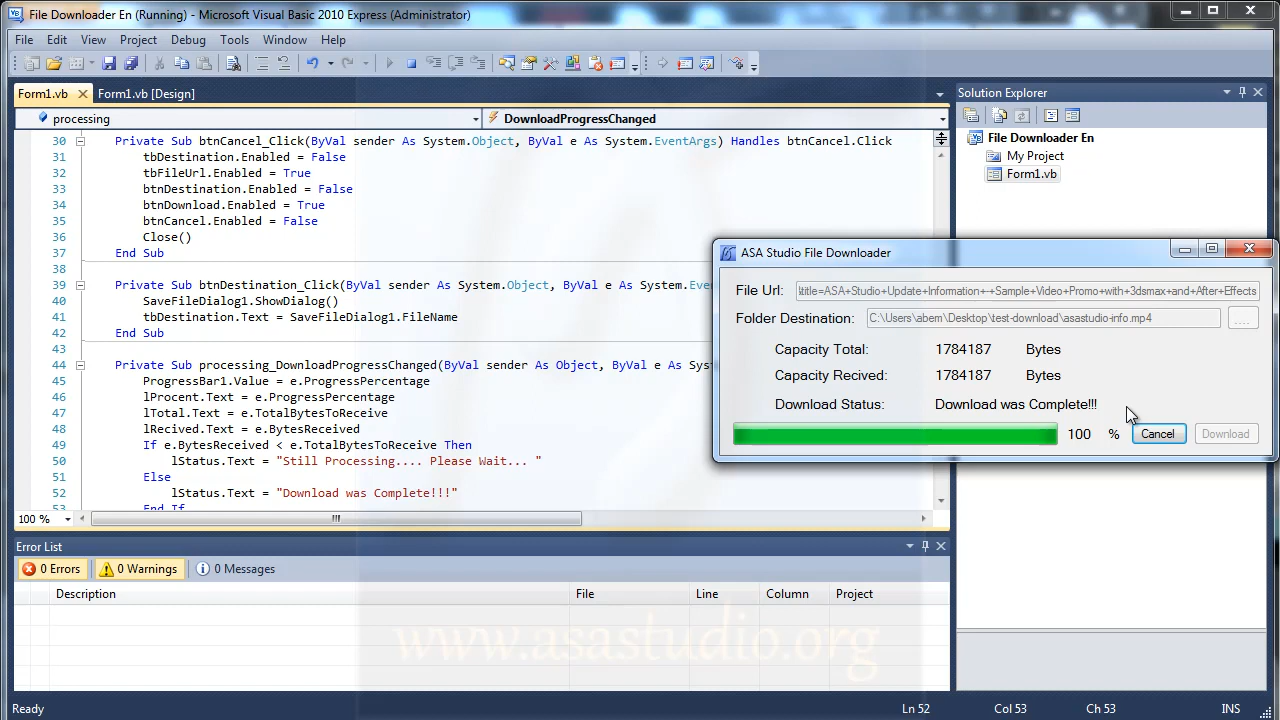 File Downloader En (Running) - Microsoft Visual Basic 2010 Express (Administrator)
File Edit View Project Debug Tools Window Help
Form1.vb Form1.vb [Design]
processing DownloadProgressChanged
30 Private Sub btnCancel_Click(ByVal sender As System.Object, ByVal e As System.EventArgs) Handles btnCancel.Click
31 tbDestination.Enabled = False
32 tbFileUrl.Enabled = True
33 btnDestination.Enabled = False
34 btnDownload.Enabled = True
35 btnCancel.Enabled = False
36 Close()
37 End Sub
38
39 Private Sub btnDestination_Click(ByVal sender As System.Object, ByVal e As System.Eve
40 SaveFileDialog1.ShowDialog()
41 tbDestination.Text = SaveFileDialog1.FileName
42 End Sub
43
44 Private Sub processing_DownloadProgressChanged(ByVal sender As Object, ByVal e As Sys
45 ProgressBar1.Value = e.ProgressPercentage
46 lProcent.Text = e.ProgressPercentage
47 lTotal.Text = e.TotalBytesToReceive
48 lRecived.Text = e.BytesReceived
49 If e.BytesReceived < e.TotalBytesToReceive Then
50 lStatus.Text = "Still Processing.... Please Wait... "
51 Else
52 lStatus.Text = "Download was Complete!!!"
53 End If
100 %
Solution Explorer
File Downloader En
My Project
Form1.vb
ASA Studio File Downloader
File Url: title=ASA+Studio+Update+Information+-+Sample+Video+Promo+with+3dsmax+and+After+Effects
Folder Destination: C:\Users\abem\Desktop\test-download\asastudio-info.mp4 ....
Capacity Total: 1784187 Bytes
Capacity Recived: 1784187 Bytes
Download Status: Download was Complete!!!
100 % Cancel Download
Error List
0 Errors 0 Warnings 0 Messages
Description File Line Column Project
www.asastudio.org
Ready Ln 52 Col 53 Ch 53 INS